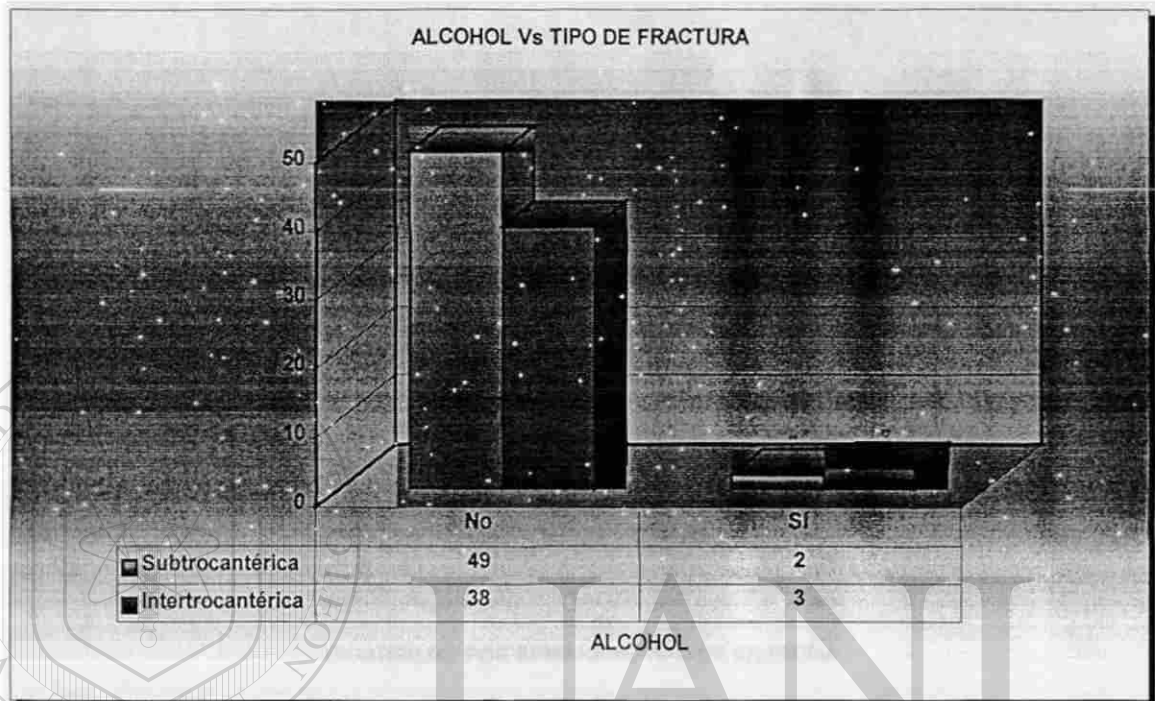 ALCOHOL Vs TIPO DE FRACTURA
50
40
30
20
10
0
No Sí
Subtrocantérica 49 2
Intertrocantérica 38 3
ALCOHOL
UANL